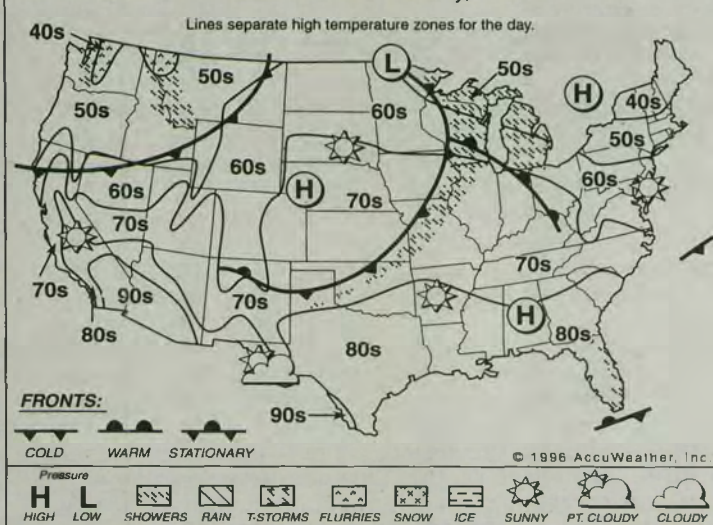 Lines separate high temperature zones for the day.
40s
50s
L
50s
H
50s
60s
40s
50s
60s
60s
60s
H
70s
70s
70s
70s
90s
70s
H
80s
80s
80s
90s
FRONTS:
COLD WARM STATIONARY
© 1996 AccuWeather, Inc.
Pressure
H L
HIGH LOW SHOWERS RAIN T-STORMS FLURRIES SNOW ICE SUNNY PT. CLOUDY CLOUDY